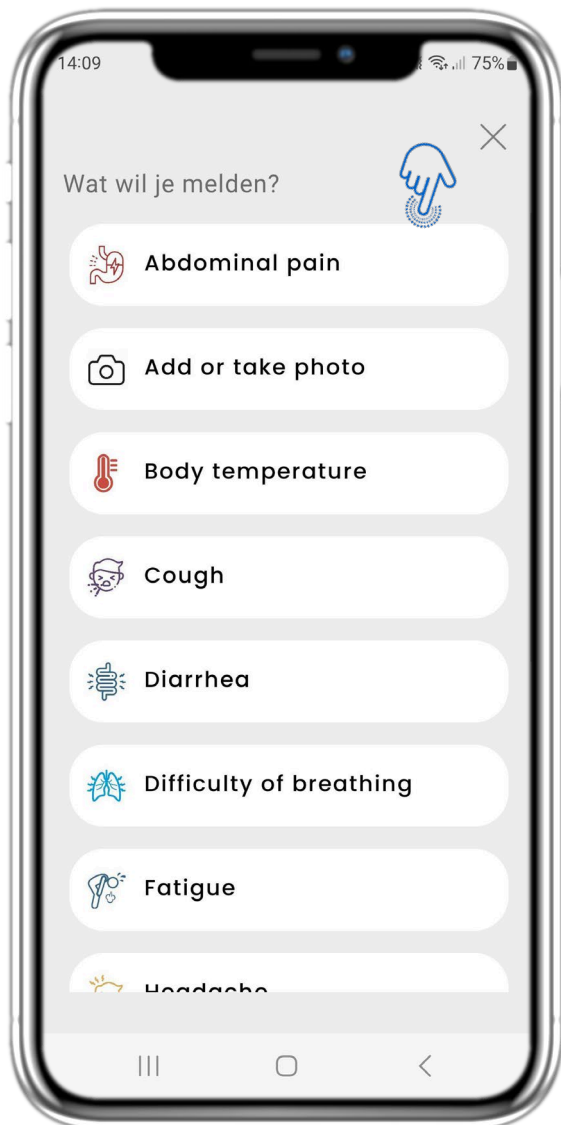 14:09
75%
Wat wil je melden?
Abdominal pain
Add or take photo
Body temperature
Cough
Diarrhea
Difficulty of breathing
Fatigue
Headache